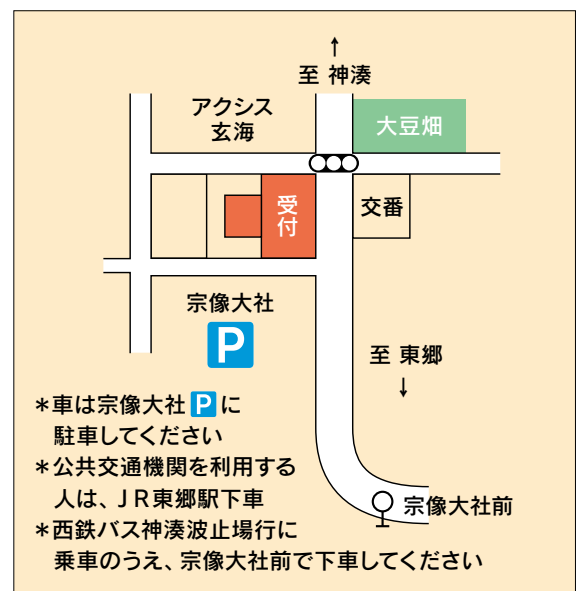 ↑
至 神湊
アクシス
玄海
大豆畑
受付
交番
宗像大社
P
至 東郷
↓
＊車は宗像大社Pに
駐車してください
＊公共交通機関を利用する
人は、ＪＲ東郷駅下車
宗像大社前
＊西鉄バス神湊波止場行に
乗車のうえ、宗像大社前で下車してください